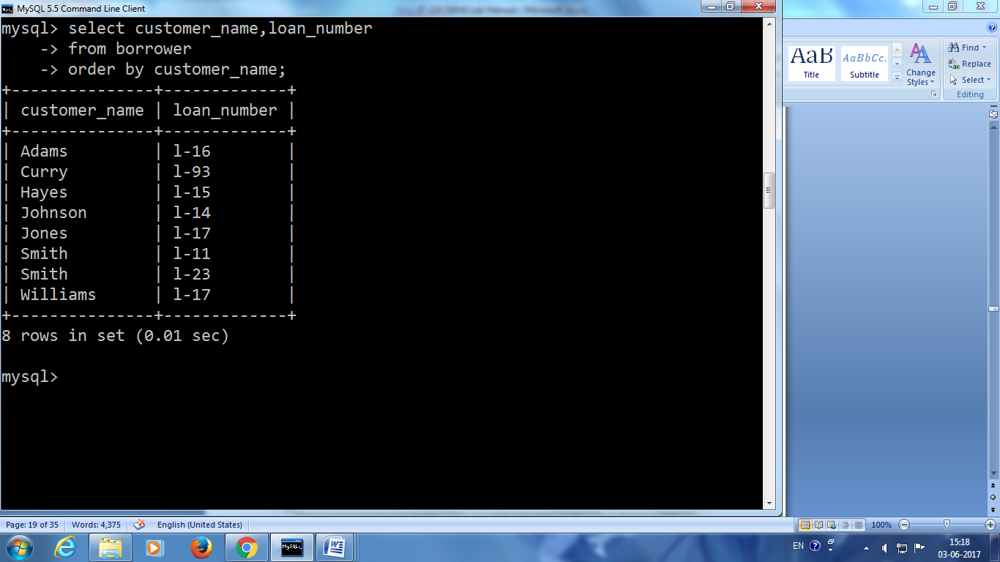 MySQL 5.5 Command Line Client
mysql> select customer_name,loan_number
    -> from borrower
    -> order by customer_name;
+---------------+-------------+
| customer_name | loan_number |
+---------------+-------------+
| Adams         | l-16        |
| Curry         | l-93        |
| Hayes         | l-15        |
| Johnson       | l-14        |
| Jones         | l-17        |
| Smith         | l-11        |
| Smith         | l-23        |
| Williams      | l-17        |
+---------------+-------------+
8 rows in set (0.01 sec)
mysql>
AaB AaBbCc.
Title Subtitle
Change
Styles
Find
Replace
Select
Editing
Page: 19 of 35 Words: 4,375 English (United States) 100%
MySQL
EN
15:18
03-06-2017